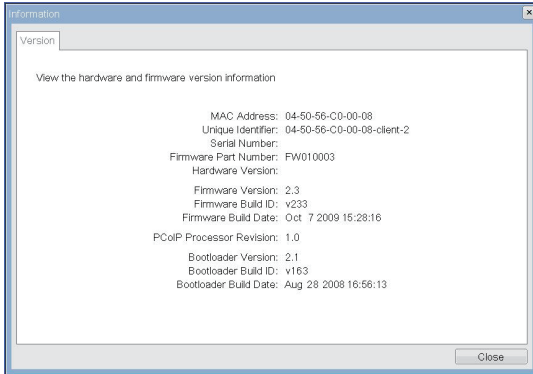 Information
Version
View the hardware and firmware version information
MAC Address: 04-50-56-C0-00-08
Unique Identifier: 04-50-56-C0-00-08-client-2
Serial Number:
Firmware Part Number: FW010003
Hardware Version:
Firmware Version: 2.3
Firmware Build ID: v233
Firmware Build Date: Oct 7 2009 15:28:16
PCoIP Processor Revision: 1.0
Bootloader Version: 2.1
Bootloader Build ID: v163
Bootloader Build Date: Aug 28 2008 16:56:13
Close